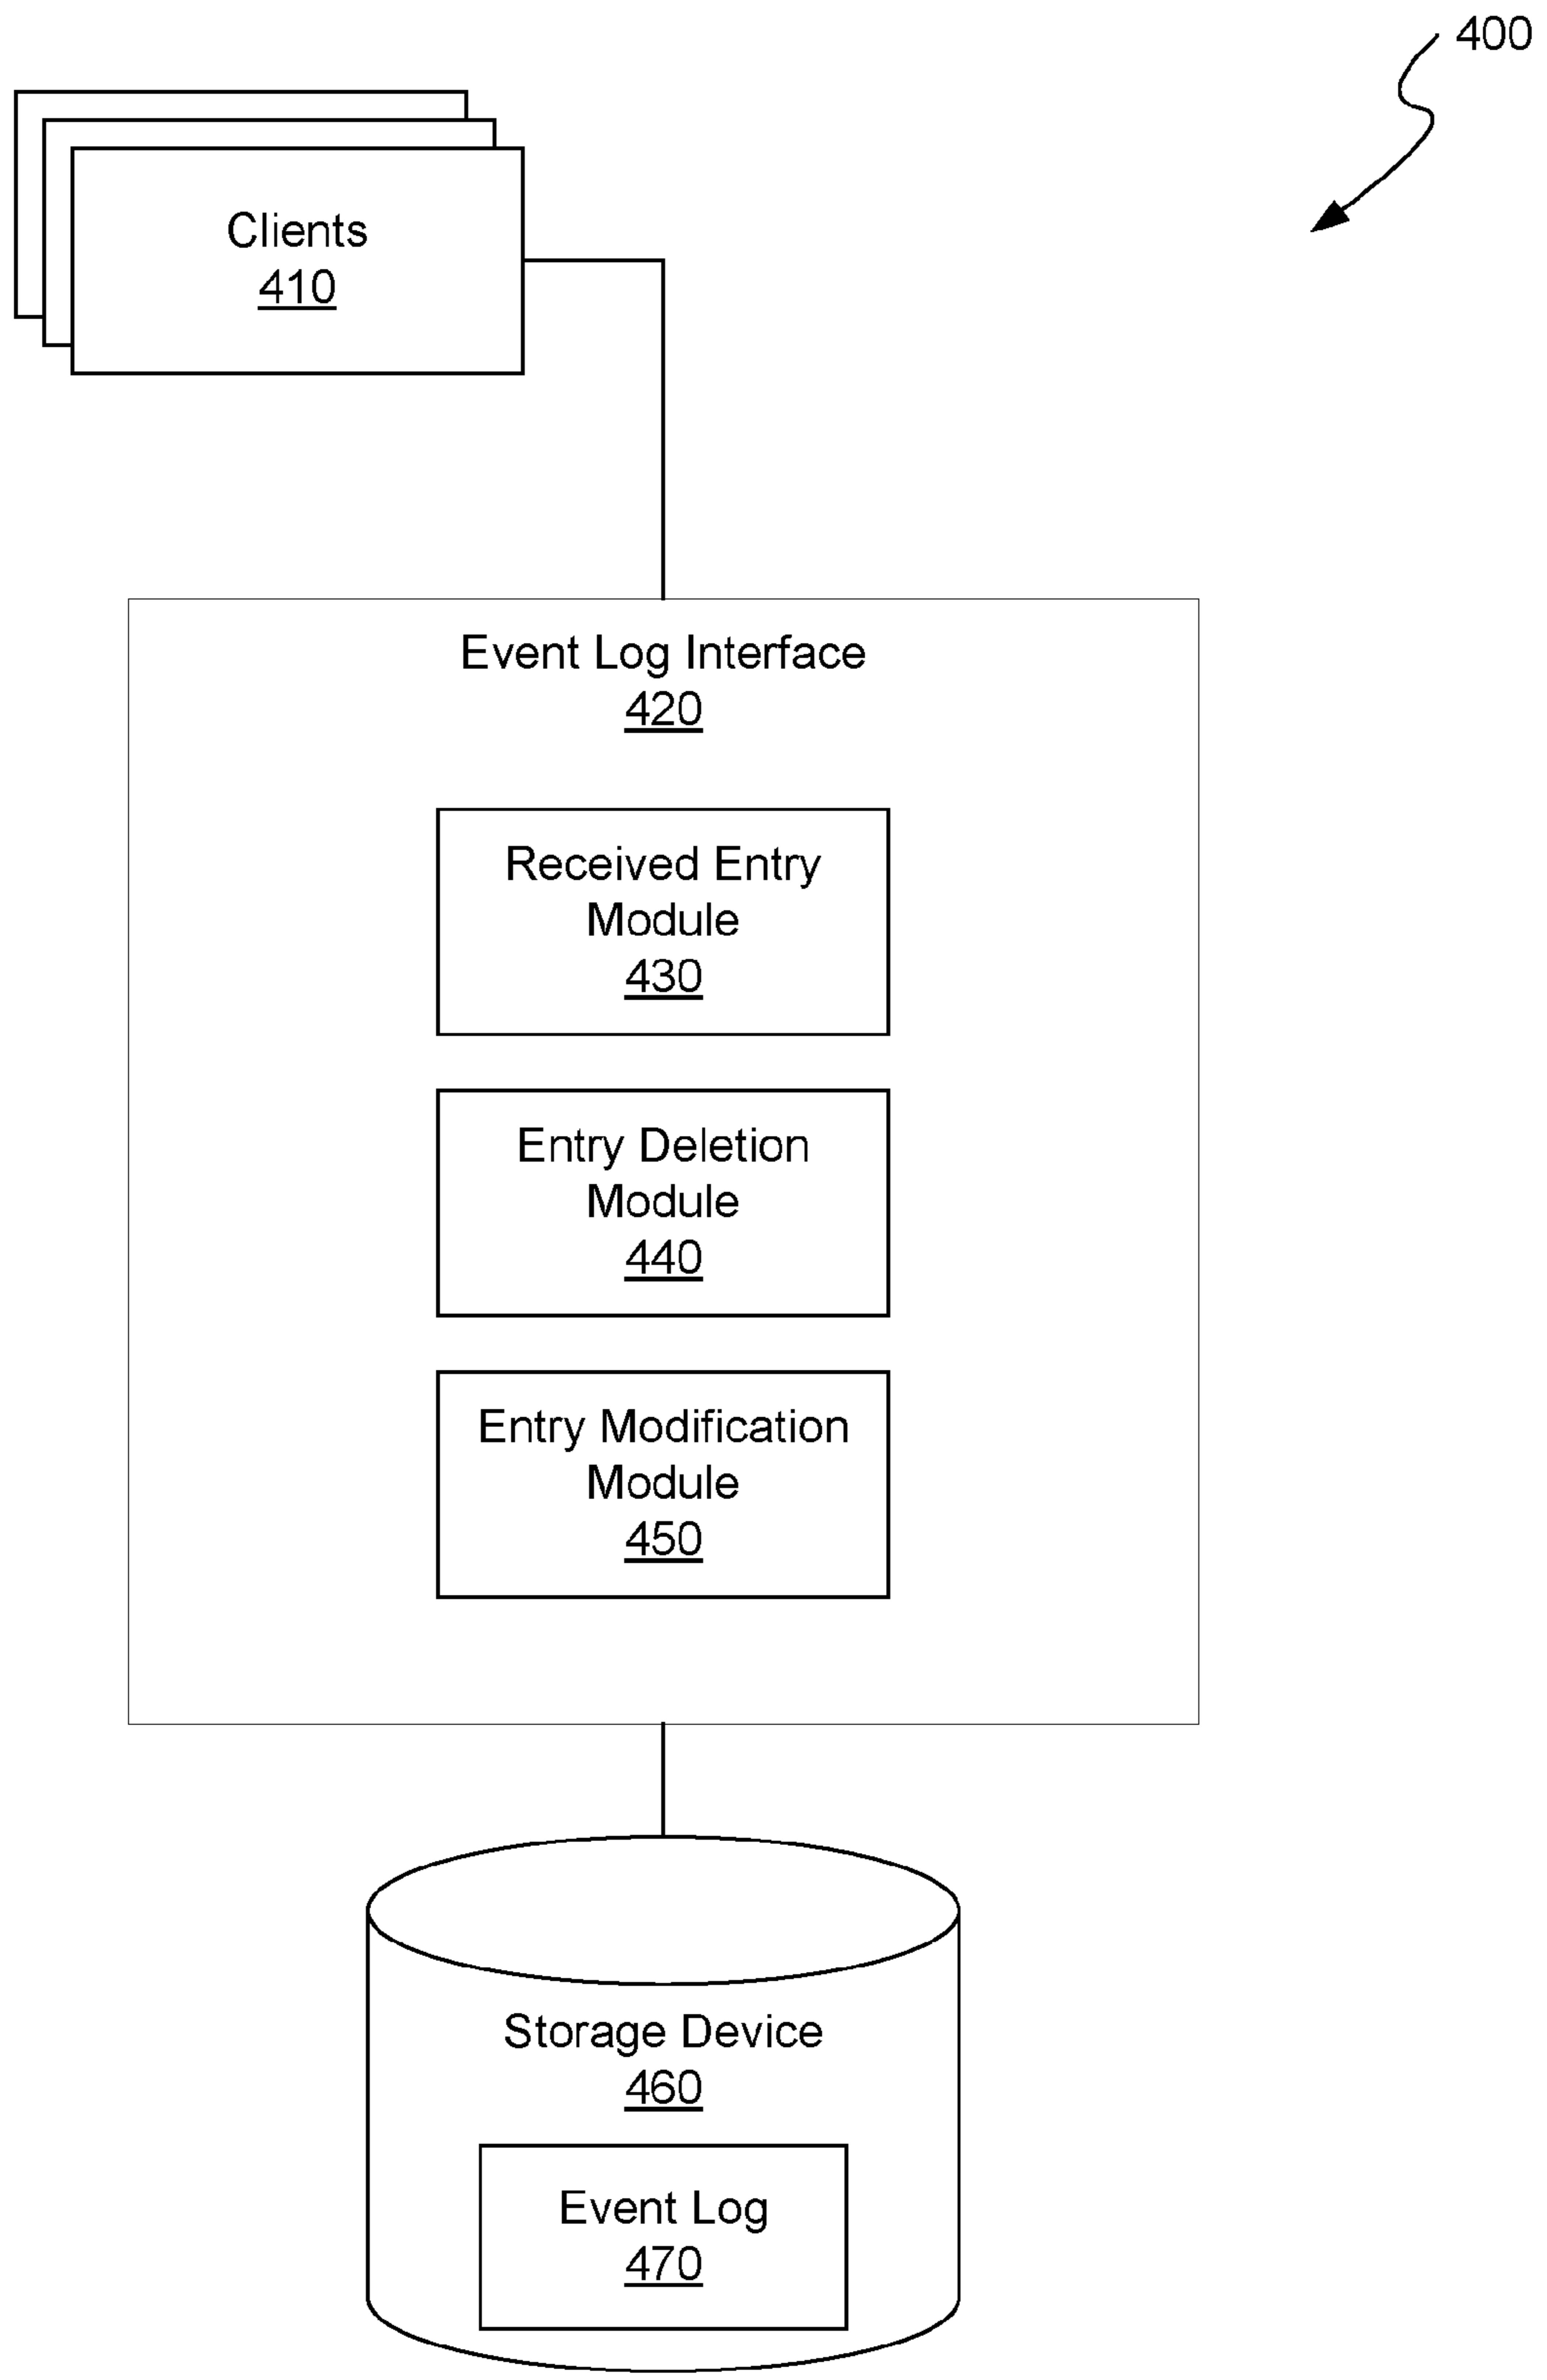 400
Clients
410
Event Log Interface
420
Received Entry
Module
430
Entry Deletion
Module
440
Entry Modification
Module
450
Storage Device
460
Event Log
470